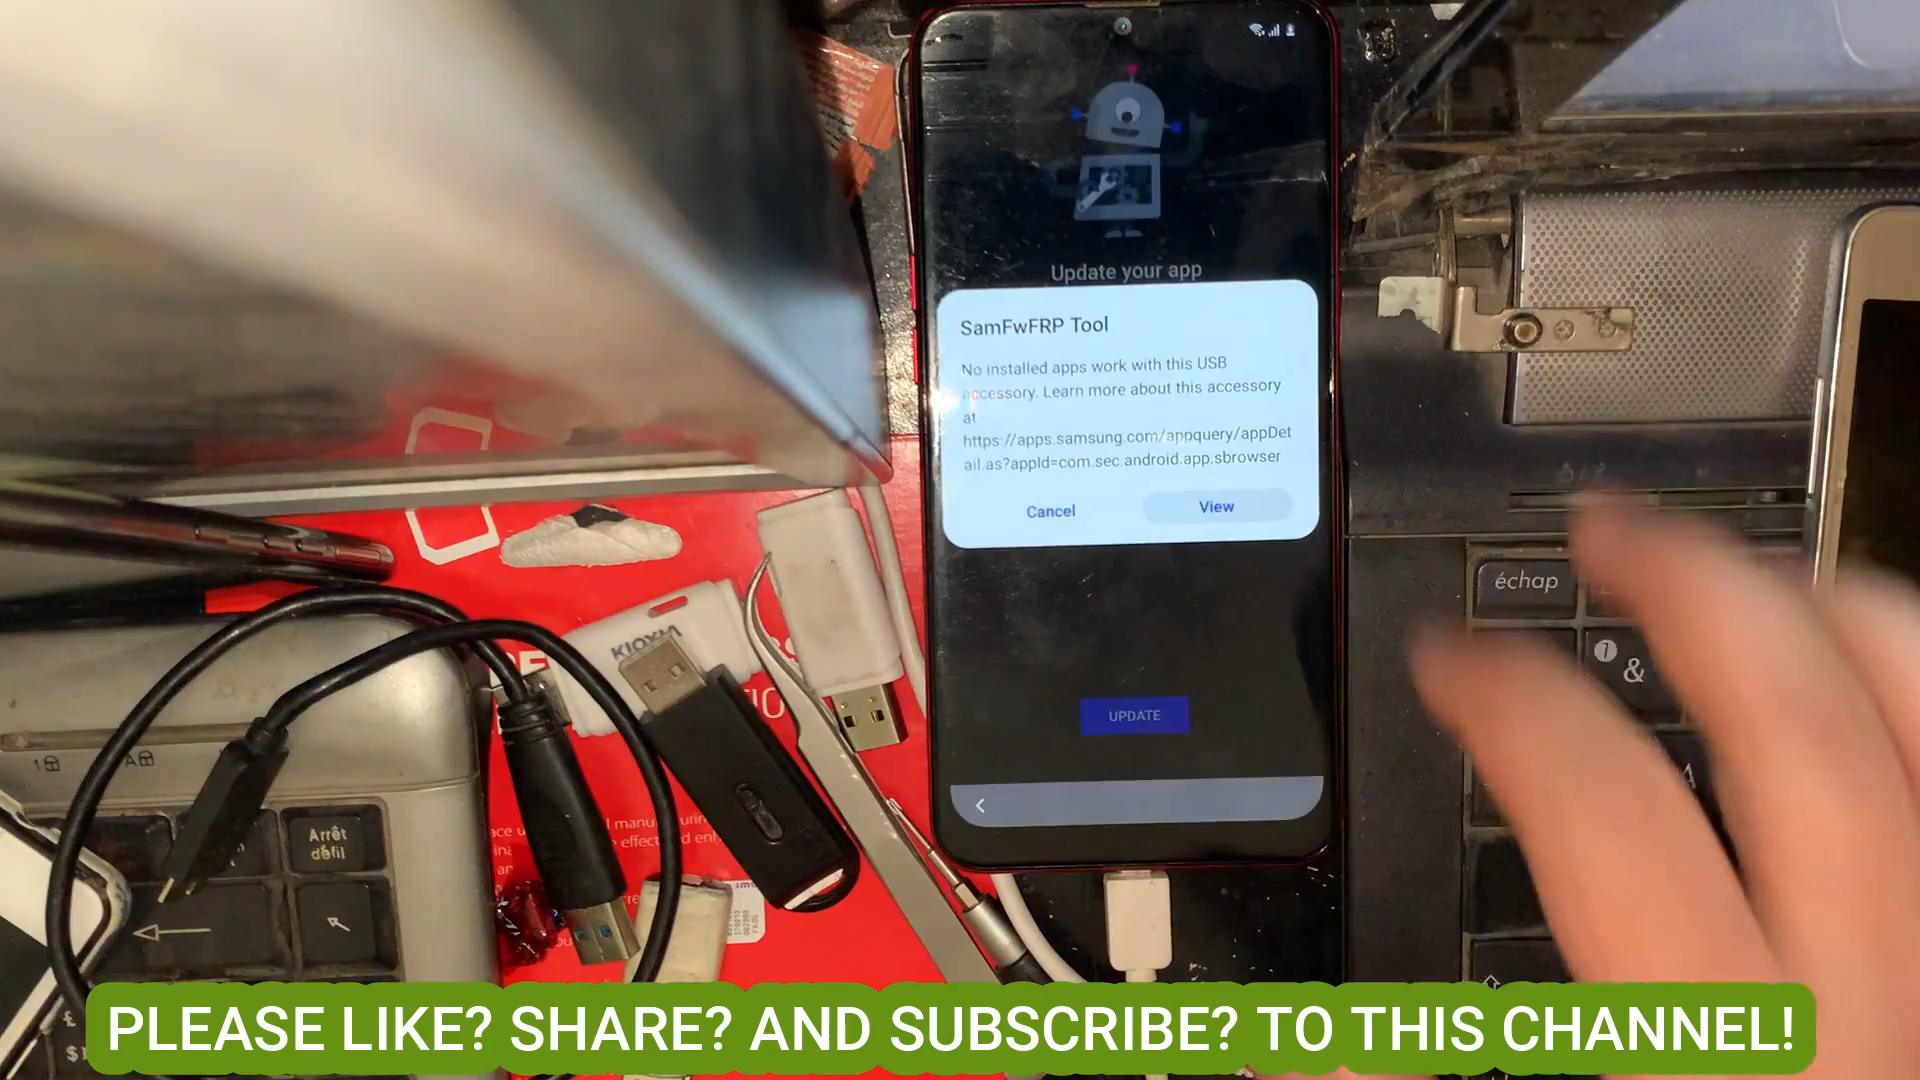 Update your app
SamFwFRP Tool
No installed apps work with this USB
accessory. Learn more about this accessory
at
https://apps.samsung.com/appquery/appDet
ail.as?appId=com.sec.android.app.sbrowser
Cancel
View
UPDATE
échap
1
&
A
KIOXIA
Arrêt
défil
1
A
£
$
PLEASE LIKE? SHARE? AND SUBSCRIBE? TO THIS CHANNEL!